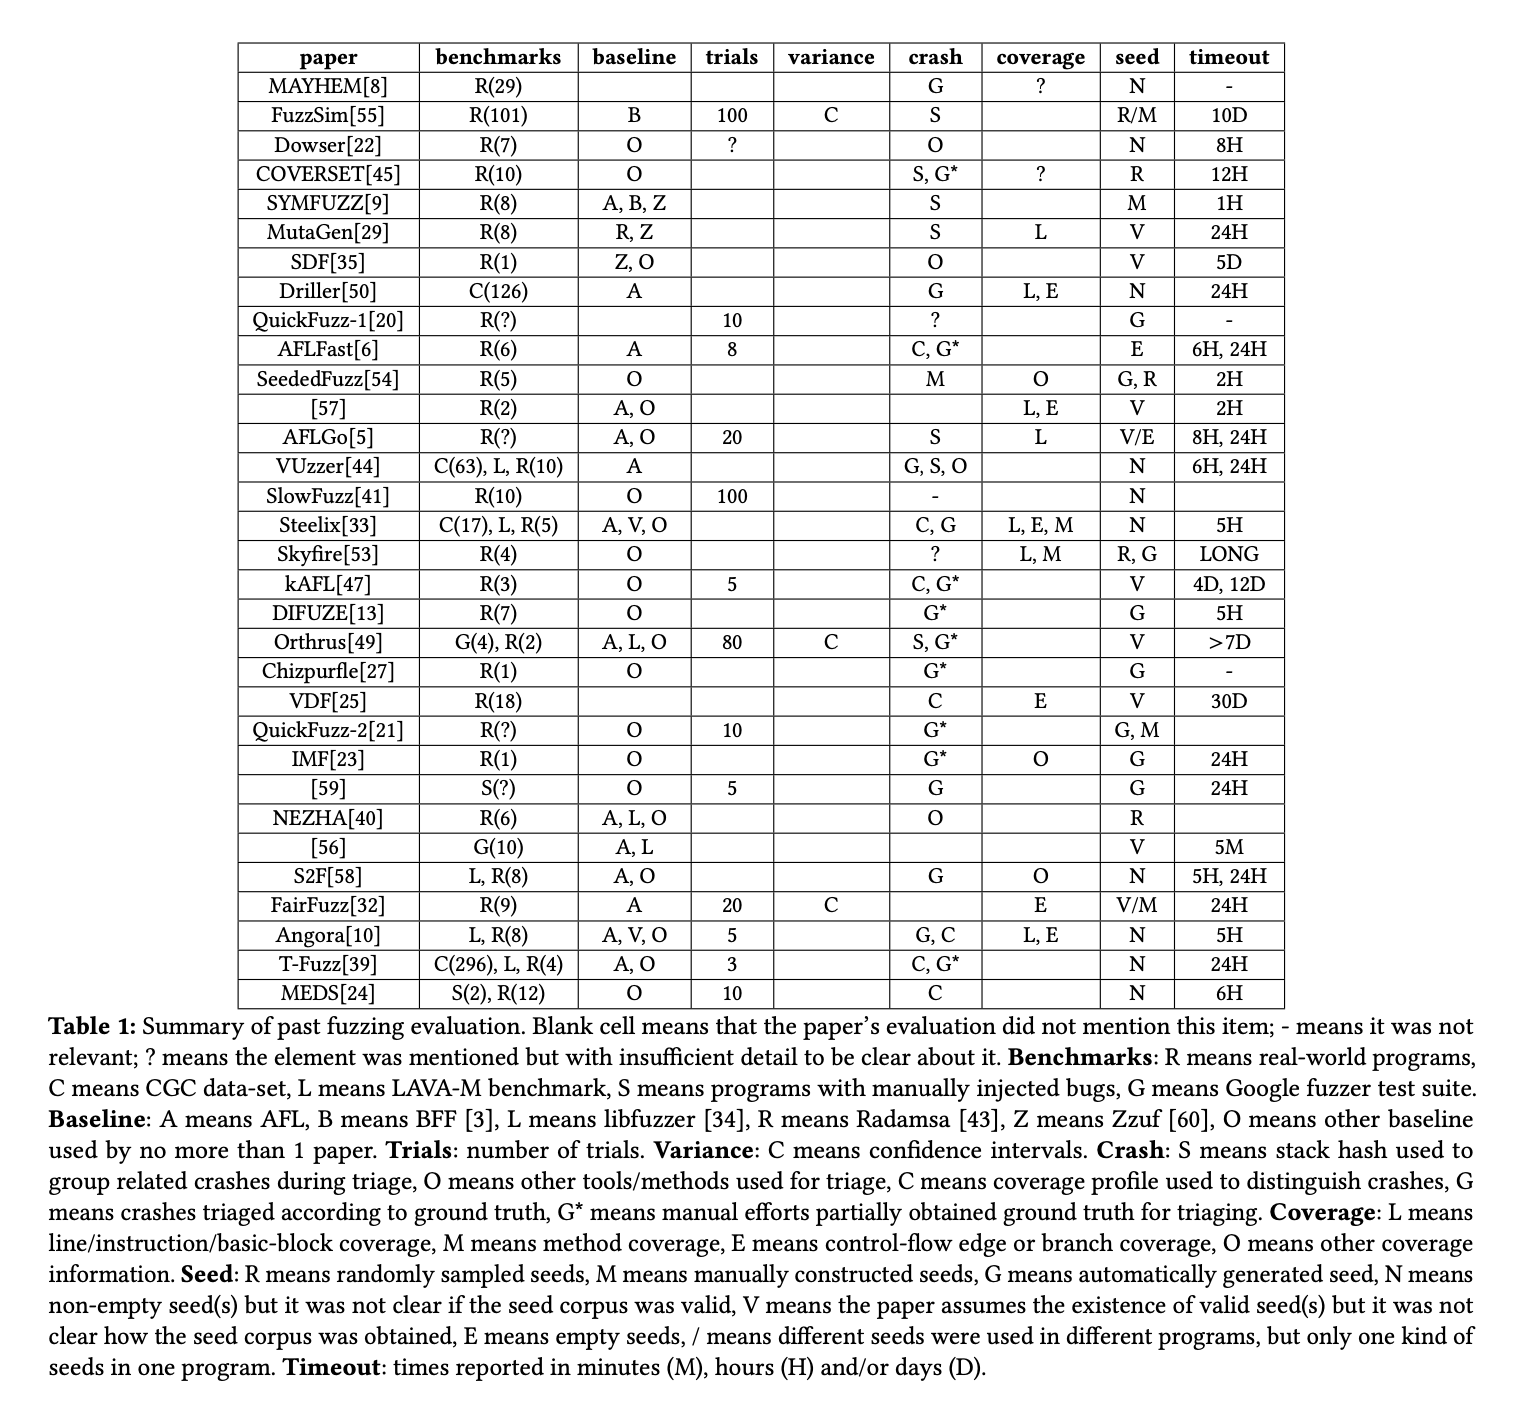 paper benchmarks baseline trials variance crash coverage seed timeout
MAYHEM[8] R(29) G ? N -
FuzzSim[55] R(101) B 100 C S R/M 10D
Dowser[22] R(7) O ? O N 8H
COVERSET[45] R(10) O S, G* ? R 12H
SYMFUZZ[9] R(8) A, B, Z S M 1H
MutaGen[29] R(8) R, Z S L V 24H
SDF[35] R(1) Z, O O V 5D
Driller[50] C(126) A G L, E N 24H
QuickFuzz-1[20] R(?) 10 ? G -
AFLFast[6] R(6) A 8 C, G* E 6H, 24H
SeededFuzz[54] R(5) O M O G, R 2H
[57] R(2) A, O L, E V 2H
AFLGo[5] R(?) A, O 20 S L V/E 8H, 24H
VUzzer[44] C(63), L, R(10) A G, S, O N 6H, 24H
SlowFuzz[41] R(10) O 100 - N
Steelix[33] C(17), L, R(5) A, V, O C, G L, E, M N 5H
Skyfire[53] R(4) O ? L, M R, G LONG
kAFL[47] R(3) O 5 C, G* V 4D, 12D
DIFUZE[13] R(7) O G* G 5H
Orthrus[49] G(4), R(2) A, L, O 80 C S, G* V >7D
Chizpurfle[27] R(1) O G* G -
VDF[25] R(18) C E V 30D
QuickFuzz-2[21] R(?) O 10 G* G, M
IMF[23] R(1) O G* O G 24H
[59] S(?) O 5 G G 24H
NEZHA[40] R(6) A, L, O O R
[56] G(10) A, L V 5M
S2F[58] L, R(8) A, O G O N 5H, 24H
FairFuzz[32] R(9) A 20 C E V/M 24H
Angora[10] L, R(8) A, V, O 5 G, C L, E N 5H
T-Fuzz[39] C(296), L, R(4) A, O 3 C, G* N 24H
MEDS[24] S(2), R(12) O 10 C N 6H
Table 1: Summary of past fuzzing evaluation. Blank cell means that the paper's evaluation did not mention this item; - means it was not
relevant; ? means the element was mentioned but with insufficient detail to be clear about it. Benchmarks: R means real-world programs,
C means CGC data-set, L means LAVA-M benchmark, S means programs with manually injected bugs, G means Google fuzzer test suite.
Baseline: A means AFL, B means BFF [3], L means libfuzzer [34], R means Radamsa [43], Z means Zzuf [60], O means other baseline
used by no more than 1 paper. Trials: number of trials. Variance: C means confidence intervals. Crash: S means stack hash used to
group related crashes during triage, O means other tools/methods used for triage, C means coverage profile used to distinguish crashes, G
means crashes triaged according to ground truth, G* means manual efforts partially obtained ground truth for triaging. Coverage: L means
line/instruction/basic-block coverage, M means method coverage, E means control-flow edge or branch coverage, O means other coverage
information. Seed: R means randomly sampled seeds, M means manually constructed seeds, G means automatically generated seed, N means
non-empty seed(s) but it was not clear if the seed corpus was valid, V means the paper assumes the existence of valid seed(s) but it was not
clear how the seed corpus was obtained, E means empty seeds, / means different seeds were used in different programs, but only one kind of
seeds in one program. Timeout: times reported in minutes (M), hours (H) and/or days (D).